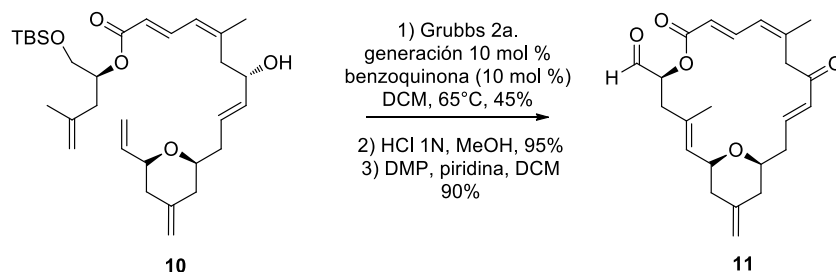 TBSO
O
O
OH
O
10
1) Grubbs 2a.
generación 10 mol %
benzoquinona (10 mol %)
DCM, 65°C, 45%
2) HCl 1N, MeOH, 95%
3) DMP, piridina, DCM
90%
O
O
H
O
O
O
11